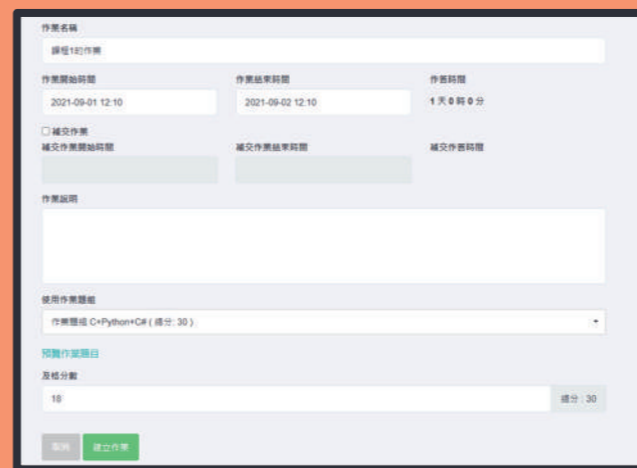 作業名稱
課程1的作業
作業開始時間 作業結束時間 作答時間
2021-09-01 12:10 2021-09-02 12:10 1 天 0 時 0 分
補交作業
補交作業開始時間 補交作業結束時間 補交作答時間
作業說明
使用作業題組
作業題組 C+Python+C# ( 總分: 30 )
預覽作業題目
及格分數
18 總分 : 30
取消 建立作業